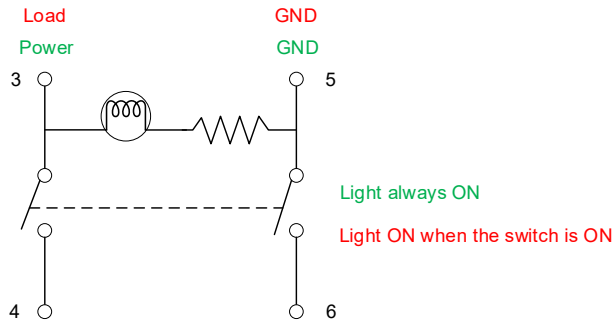 Load GND
Power GND
3 5
Light always ON
Light ON when the switch is ON
4 6